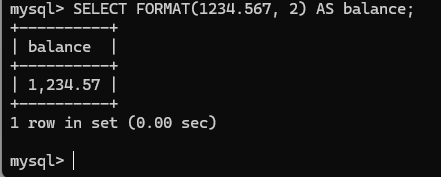 mysql> SELECT FORMAT(1234.567, 2) AS balance;
+----------+
| balance  |
+----------+
| 1,234.57 |
+----------+
1 row in set (0.00 sec)
mysql>